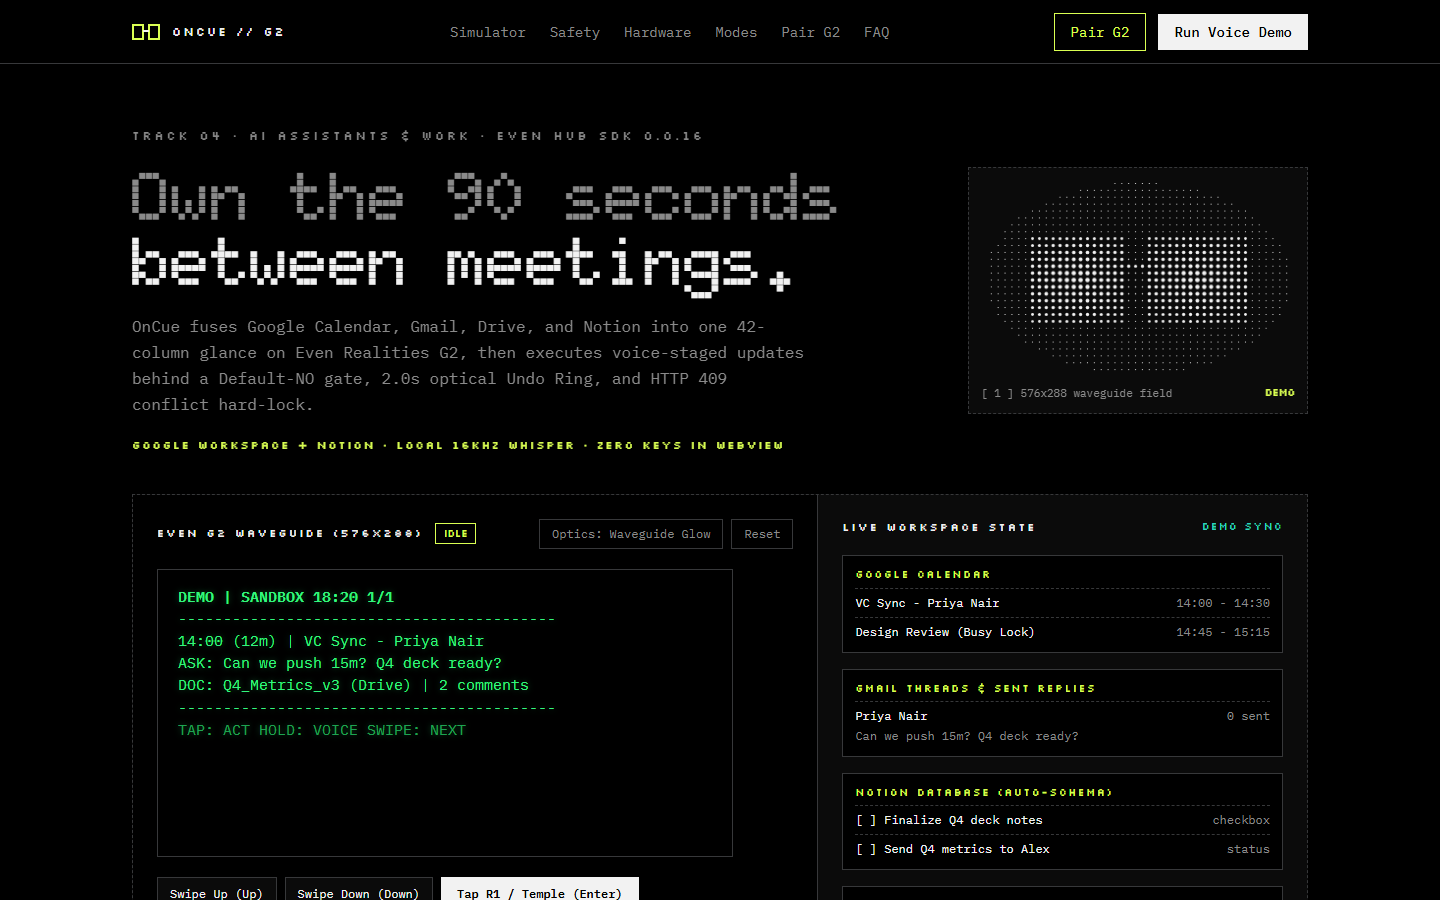 ONCUE // G2
Simulator Safety Hardware Modes Pair G2 FAQ
Pair G2
Run Voice Demo
TRACK 04 · AI ASSISTANTS & WORK · EVEN HUB SDK 0.0.16
Own the 90 seconds
between meetings.
OnCue fuses Google Calendar, Gmail, Drive, and Notion into one 42-
column glance on Even Realities G2, then executes voice-staged updates
behind a Default-NO gate, 2.0s optical Undo Ring, and HTTP 409
conflict hard-lock.
GOOGLE WORKSPACE + NOTION · LOCAL 16KHZ WHISPER · ZERO KEYS IN WEBVIEW
[ 1 ] 576x288 waveguide field
DEMO
EVEN G2 WAVEGUIDE (576X288)
IDLE
Optics: Waveguide Glow
Reset
DEMO | SANDBOX 18:20 1/1
------------------------------------------
14:00 (12m) | VC Sync - Priya Nair
ASK: Can we push 15m? Q4 deck ready?
DOC: Q4_Metrics_v3 (Drive) | 2 comments
------------------------------------------
TAP: ACT HOLD: VOICE SWIPE: NEXT
Swipe Up (Up)
Swipe Down (Down)
Tap R1 / Temple (Enter)
LIVE WORKSPACE STATE
DEMO SYNC
GOOGLE CALENDAR
VC Sync - Priya Nair 14:00 - 14:30
Design Review (Busy Lock) 14:45 - 15:15
GMAIL THREADS & SENT REPLIES
Priya Nair 0 sent
Can we push 15m? Q4 deck ready?
NOTION DATABASE (AUTO-SCHEMA)
[ ] Finalize Q4 deck notes checkbox
[ ] Send Q4 metrics to Alex status